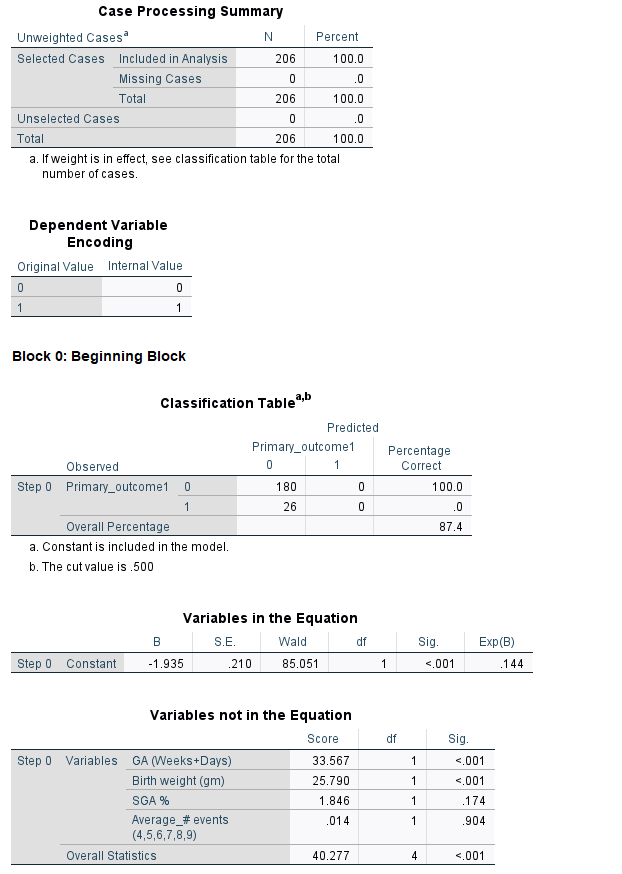 Case Processing Summary
Unweighted Cases^a N Percent
Selected Cases Included in Analysis 206 100.0
Missing Cases 0 .0
Total 206 100.0
Unselected Cases 0 .0
Total 206 100.0
a. If weight is in effect, see classification table for the total
number of cases.
Dependent Variable
Encoding
Original Value Internal Value
0 0
1 1
Block 0: Beginning Block
Classification Table^a,b
Predicted
Primary_outcome1 Percentage
Observed 0 1 Correct
Step 0 Primary_outcome1 0 180 0 100.0
1 26 0 .0
Overall Percentage 87.4
a. Constant is included in the model.
b. The cut value is .500
Variables in the Equation
B S.E. Wald df Sig. Exp(B)
Step 0 Constant -1.935 .210 85.051 1 <.001 .144
Variables not in the Equation
Score df Sig.
Step 0 Variables GA (Weeks+Days) 33.567 1 <.001
Birth weight (gm) 25.790 1 <.001
SGA % 1.846 1 .174
Average_# events .014 1 .904
(4,5,6,7,8,9)
Overall Statistics 40.277 4 <.001